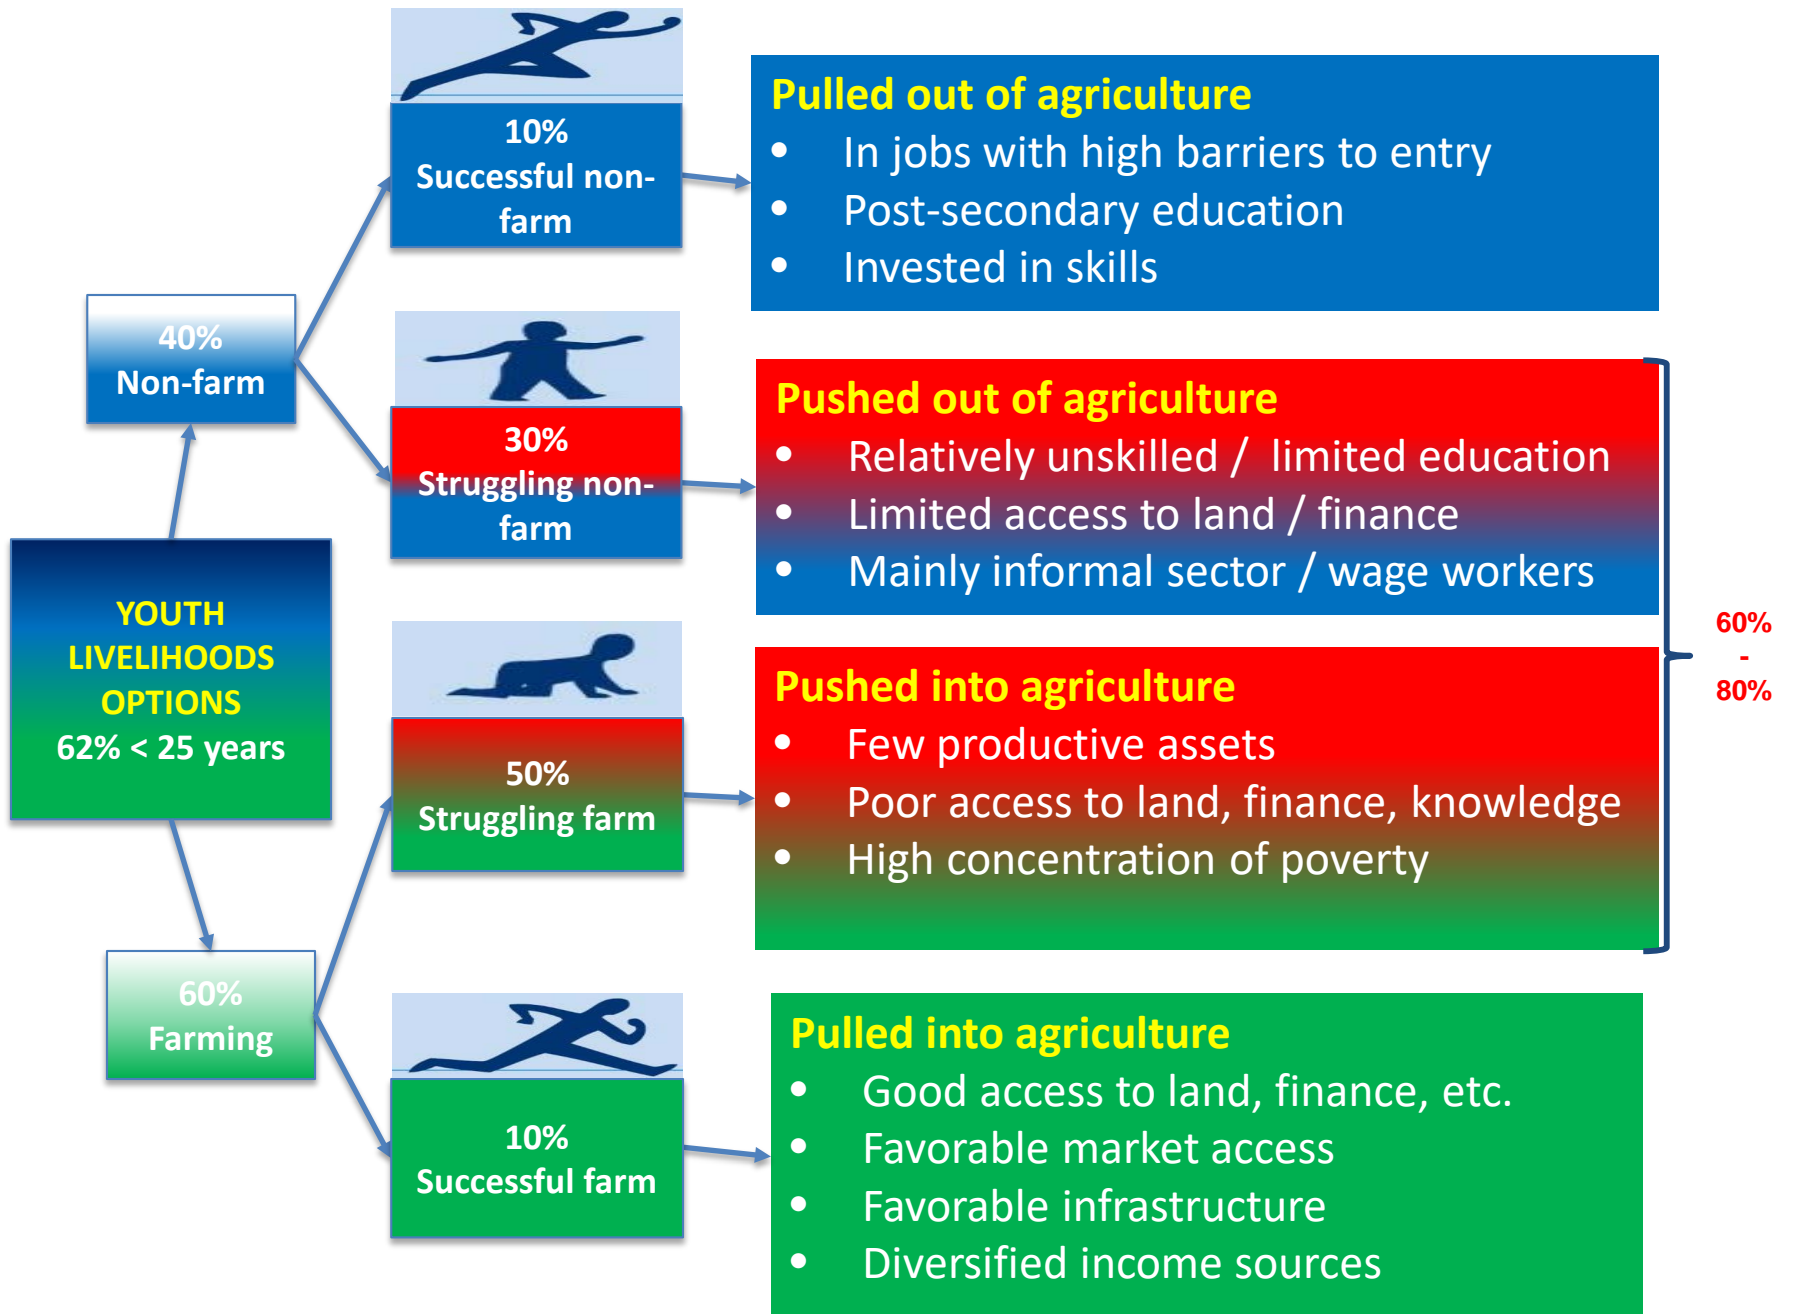 YOUTH
LIVELIHOODS
OPTIONS
62% < 25 years
40%
Non-farm
60%
Farming
10%
Successful non-
farm
Pulled out of agriculture
• In jobs with high barriers to entry
• Post-secondary education
• Invested in skills
30%
Struggling non-
farm
Pushed out of agriculture
• Relatively unskilled / limited education
• Limited access to land / finance
• Mainly informal sector / wage workers
50%
Struggling farm
Pushed into agriculture
• Few productive assets
• Poor access to land, finance, knowledge
• High concentration of poverty
60%
-
80%
10%
Successful farm
Pulled into agriculture
• Good access to land, finance, etc.
• Favorable market access
• Favorable infrastructure
• Diversified income sources